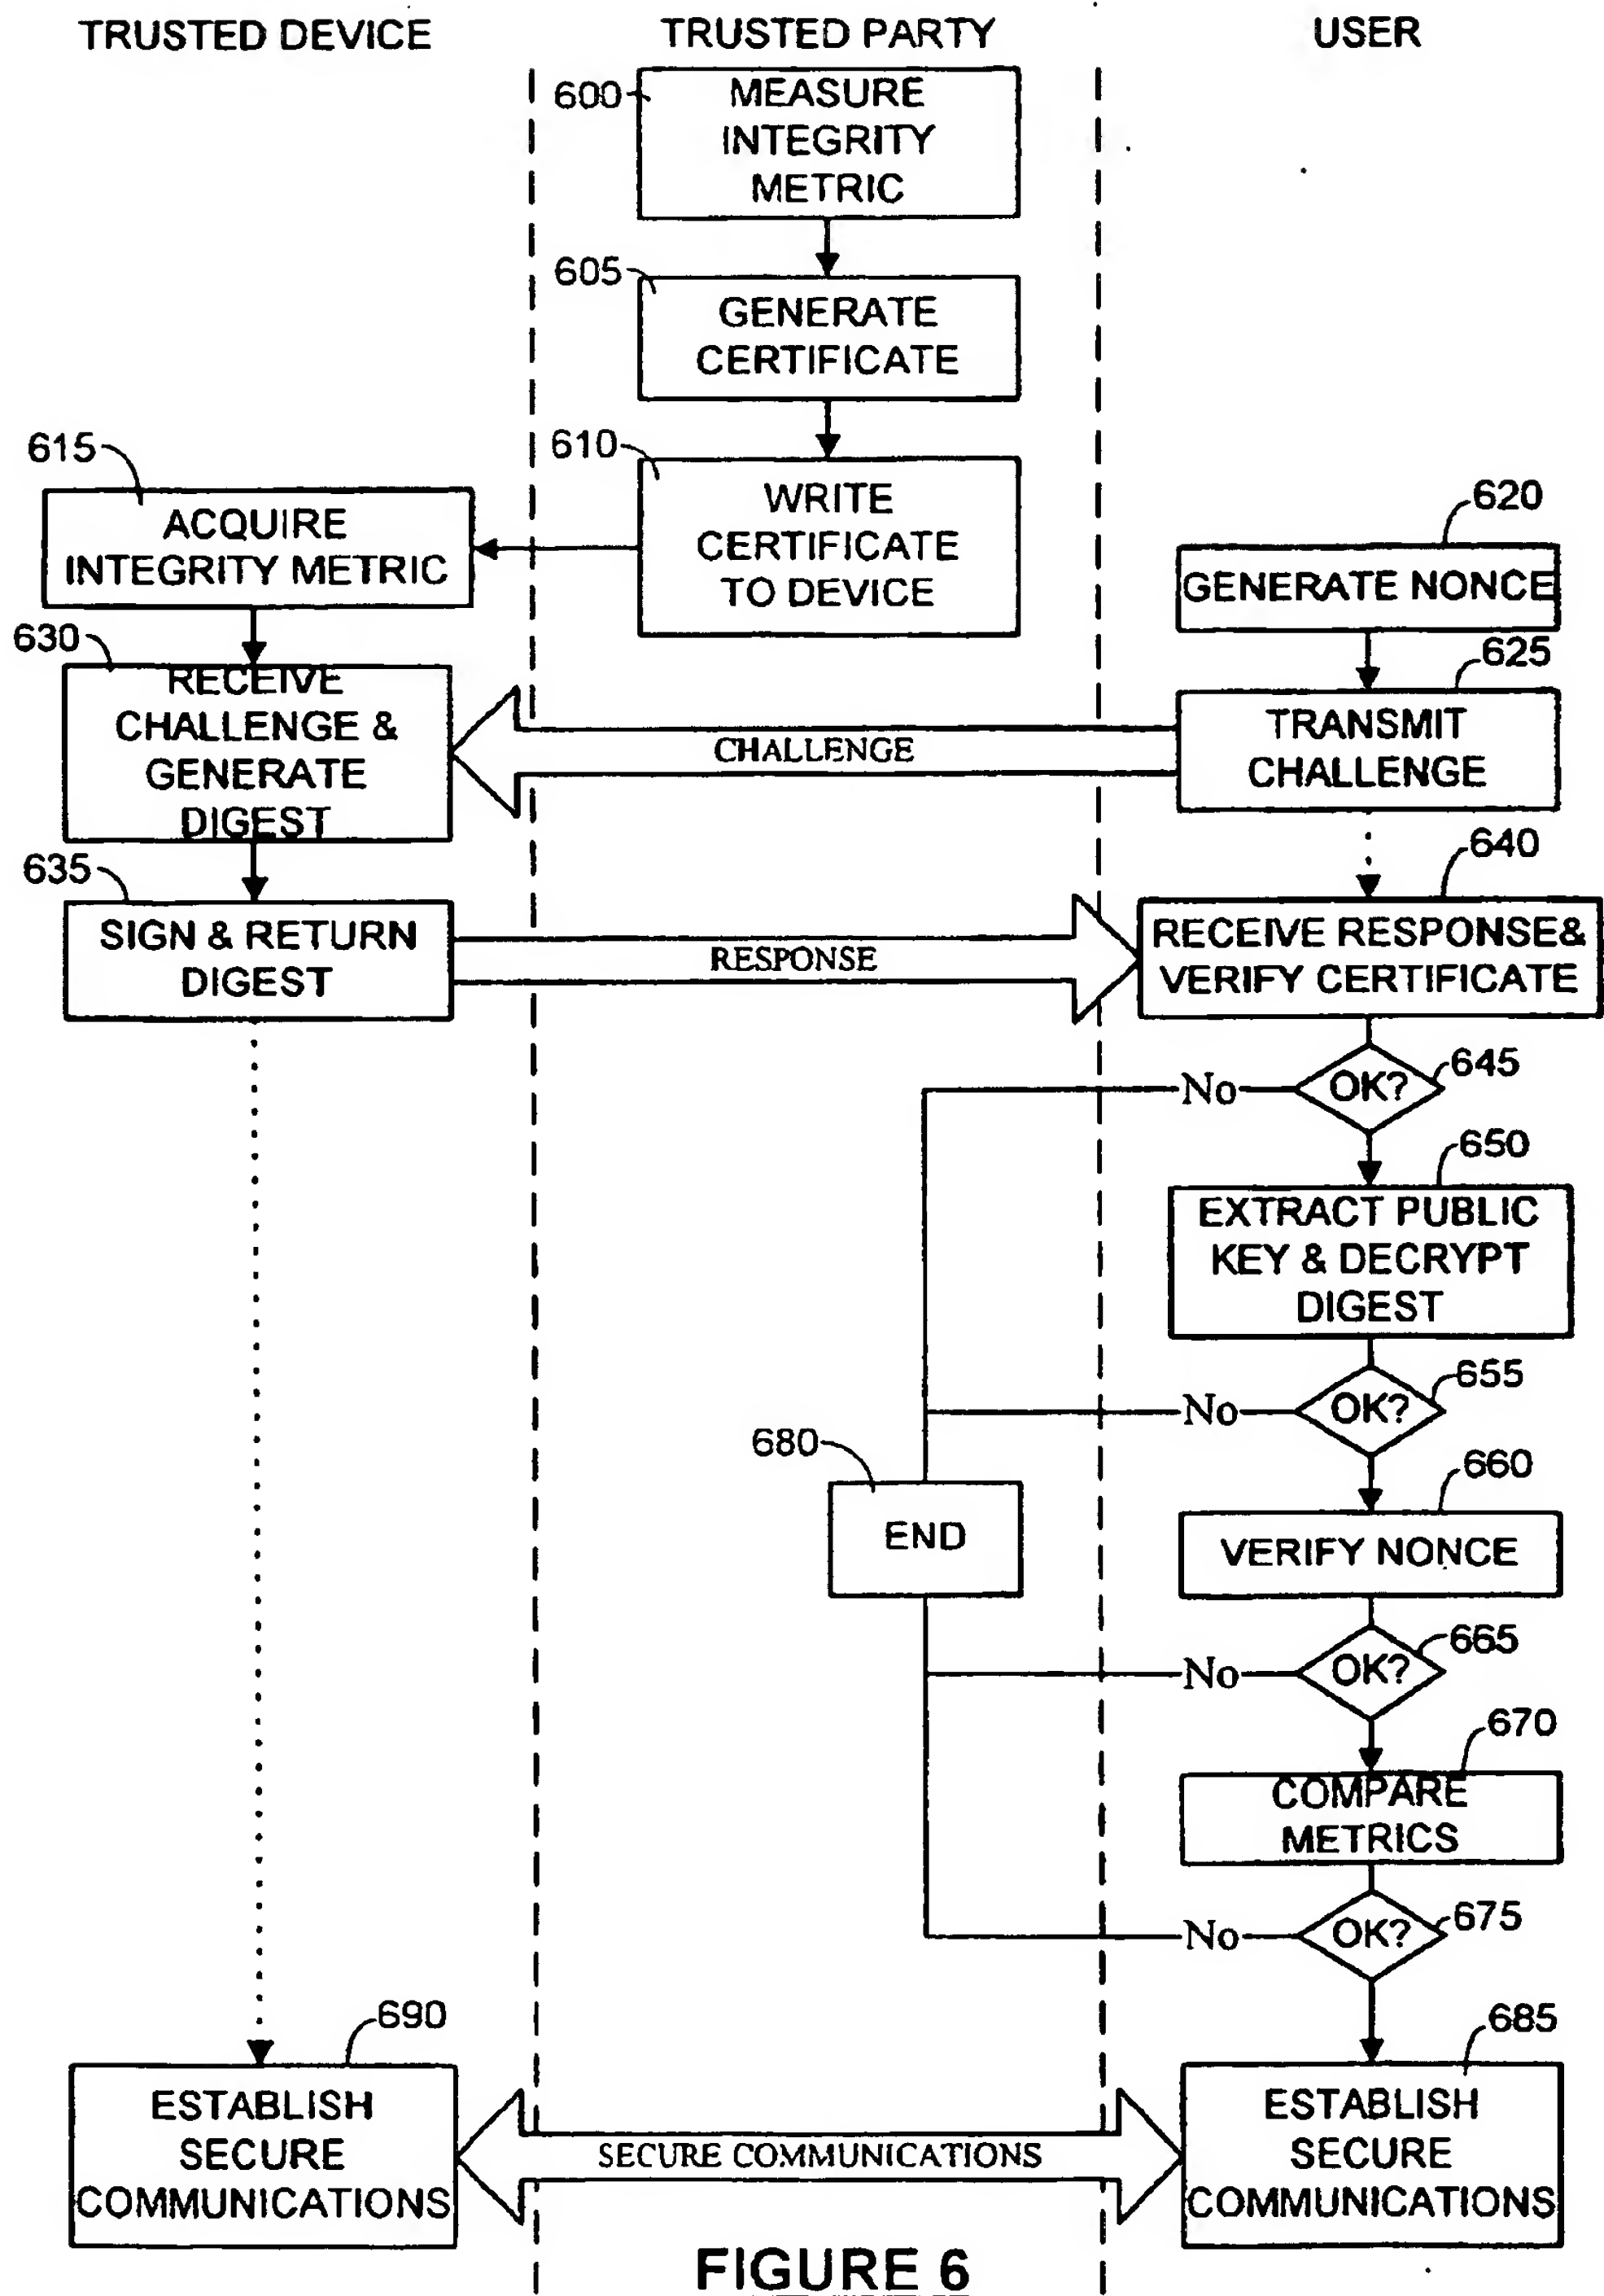 TRUSTED DEVICE
TRUSTED PARTY
USER
600
MEASURE
INTEGRITY
METRIC
605
GENERATE
CERTIFICATE
610
WRITE
CERTIFICATE
TO DEVICE
615
ACQUIRE
INTEGRITY METRIC
620
GENERATE NONCE
625
TRANSMIT
CHALLENGE
CHALLENGE
630
RECEIVE
CHALLENGE &
GENERATE
DIGEST
635
SIGN & RETURN
DIGEST
RESPONSE
640
RECEIVE RESPONSE&
VERIFY CERTIFICATE
645
OK?
No
650
EXTRACT PUBLIC
KEY & DECRYPT
DIGEST
655
OK?
No
680
END
660
VERIFY NONCE
665
OK?
No
670
COMPARE
METRICS
675
OK?
No
690
ESTABLISH
SECURE
COMMUNICATIONS
SECURE COMMUNICATIONS
685
ESTABLISH
SECURE
COMMUNICATIONS
FIGURE 6